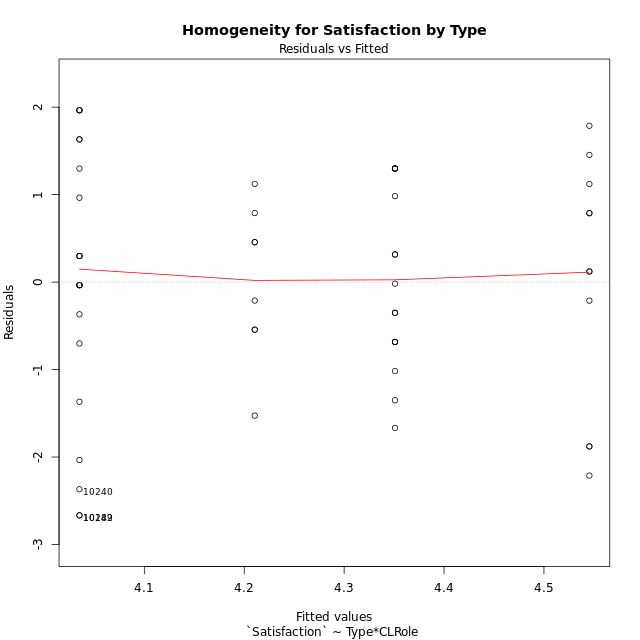 Homogeneity for Satisfaction by Type
Residuals vs Fitted
2
1
0
-1
-2
-3
Residuals
10240
4.1 4.2 4.3 4.4 4.5
Fitted values
`Satisfaction` ~ Type*CLRole